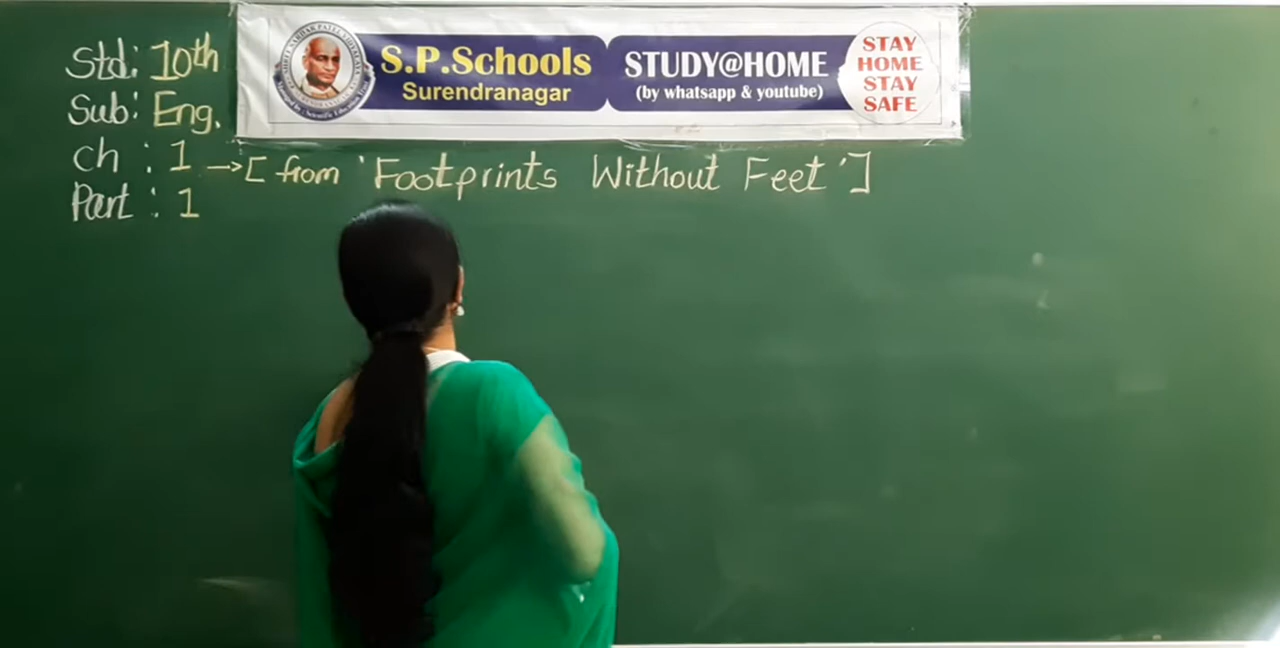 Std: 10th
Sub: Eng.
ch : 1 → [ from 'Footprints Without Feet' ]
Part : 1
S.P.Schools
Surendranagar
STUDY@HOME
(by whatsapp & youtube)
STAY
HOME
STAY
SAFE